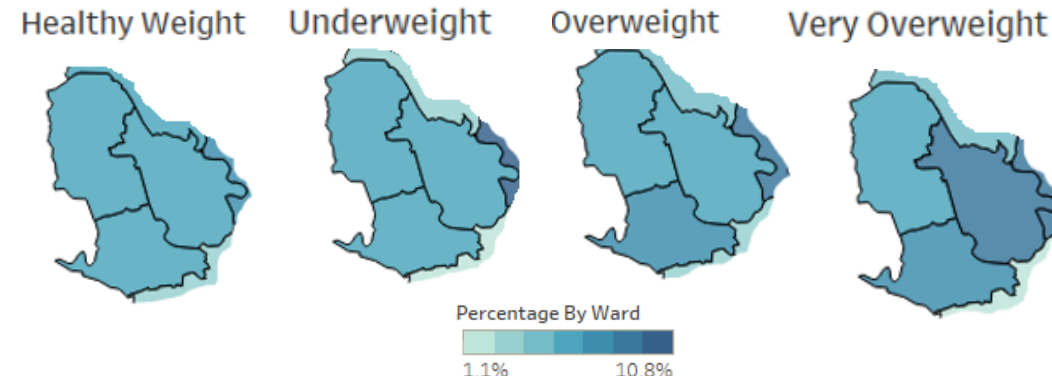 Healthy Weight
Underweight
Overweight
Very Overweight
Percentage By Ward
1.1%
10.8%